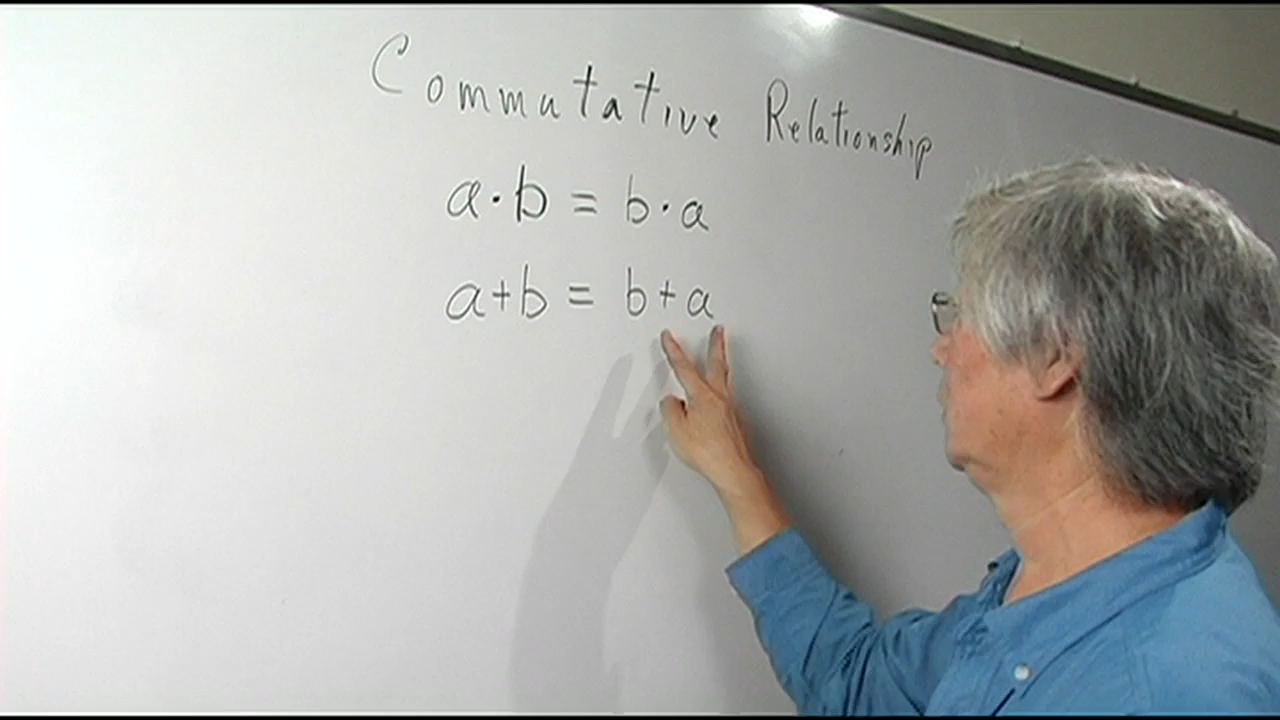 Commutative Relationship
a·b = b·a
a+b = b+a